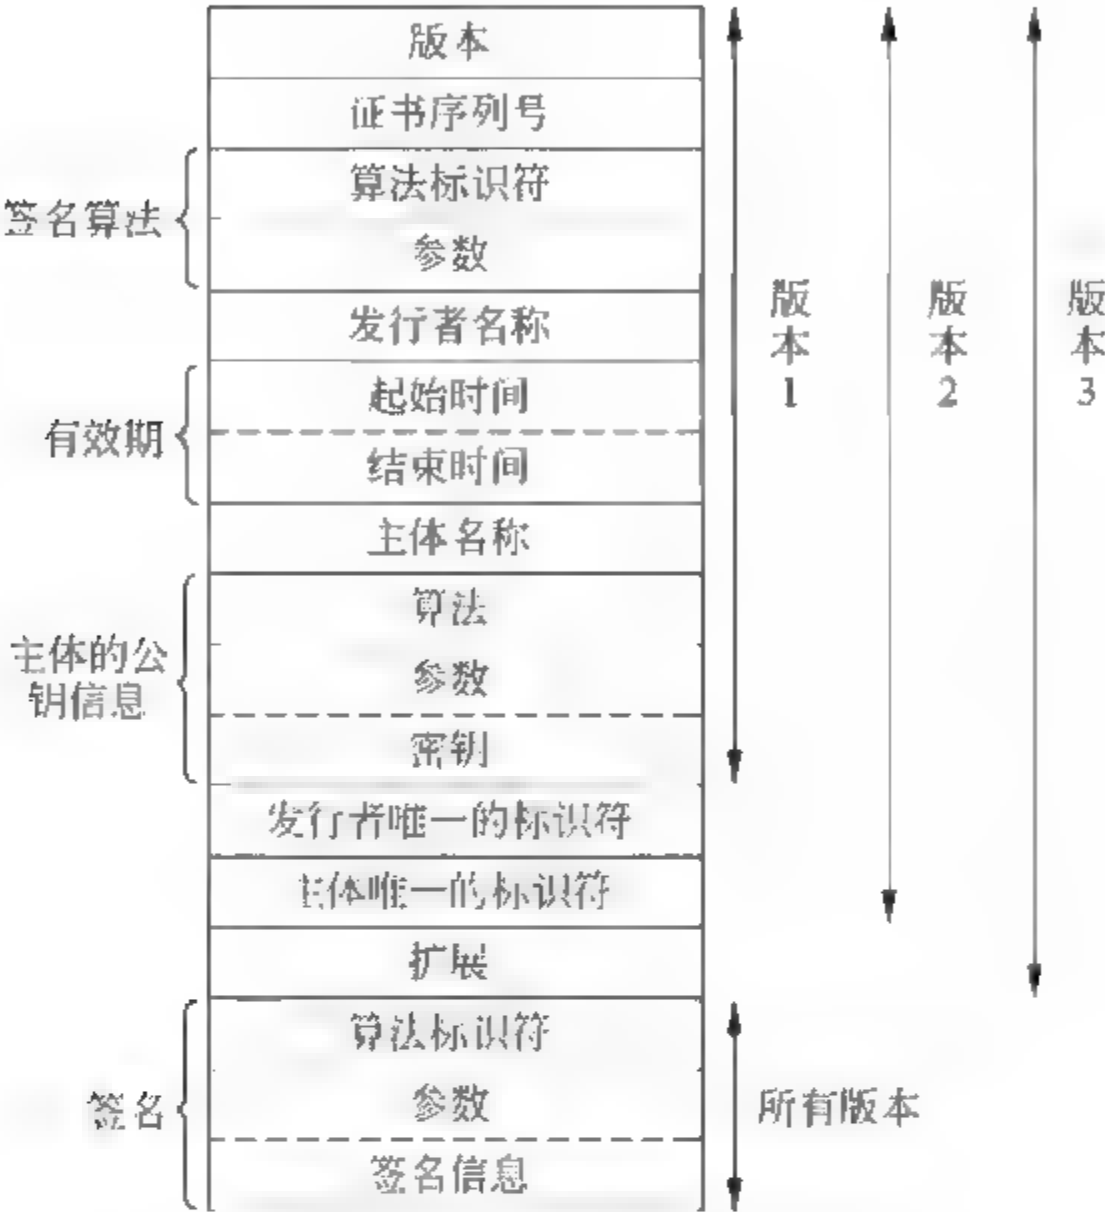 版本
证书序列号
签名算法
算法标识符
参数
发行者名称
有效期
起始时间
结束时间
主体名称
主体的公
钥信息
算法
参数
密钥
发行者唯一的标识符
主体唯一的标识符
扩展
签名
算法标识符
参数
签名信息
版本1
版本2
版本3
所有版本